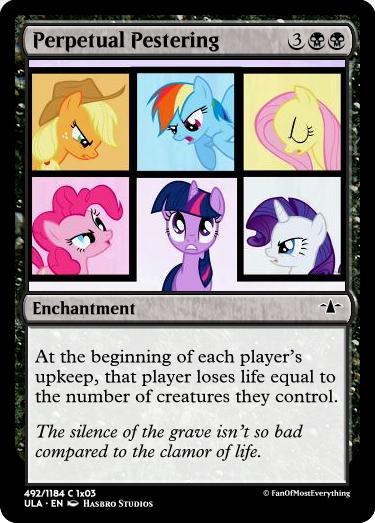 Perpetual Pestering 3
Enchantment
At the beginning of each player's
upkeep, that player loses life equal to
the number of creatures they control.
The silence of the grave isn't so bad
compared to the clamor of life.
492/1184 C 1x03
ULA • EN HASBRO STUDIOS
© FanOfMostEverything